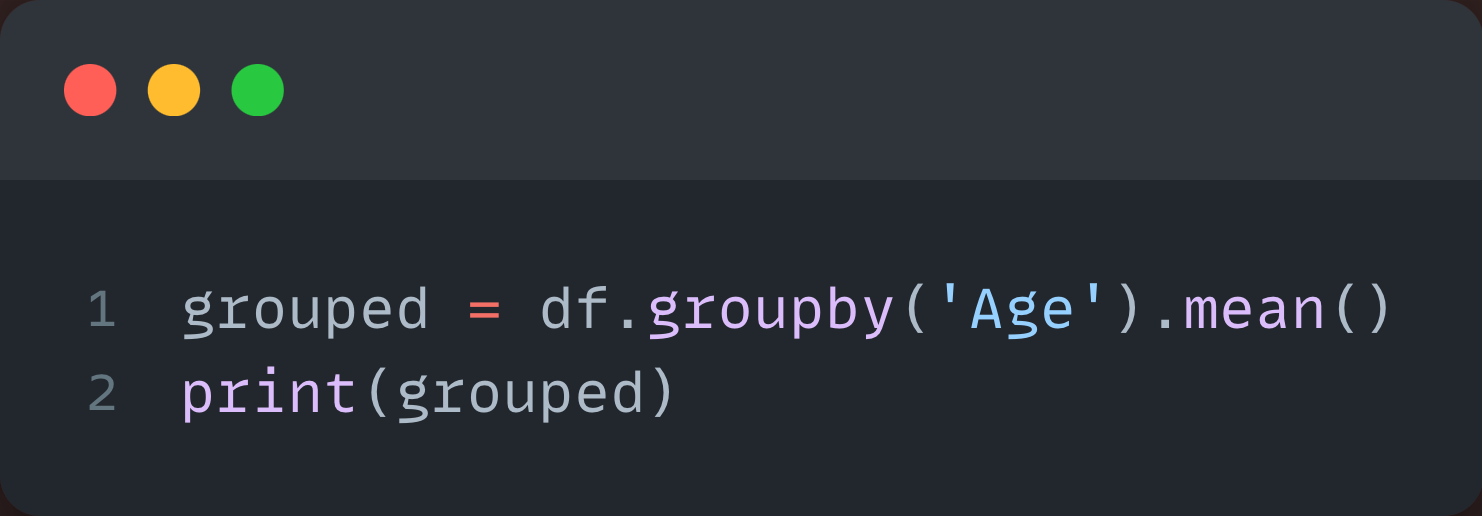 1 grouped = df.groupby('Age').mean()
2 print(grouped)